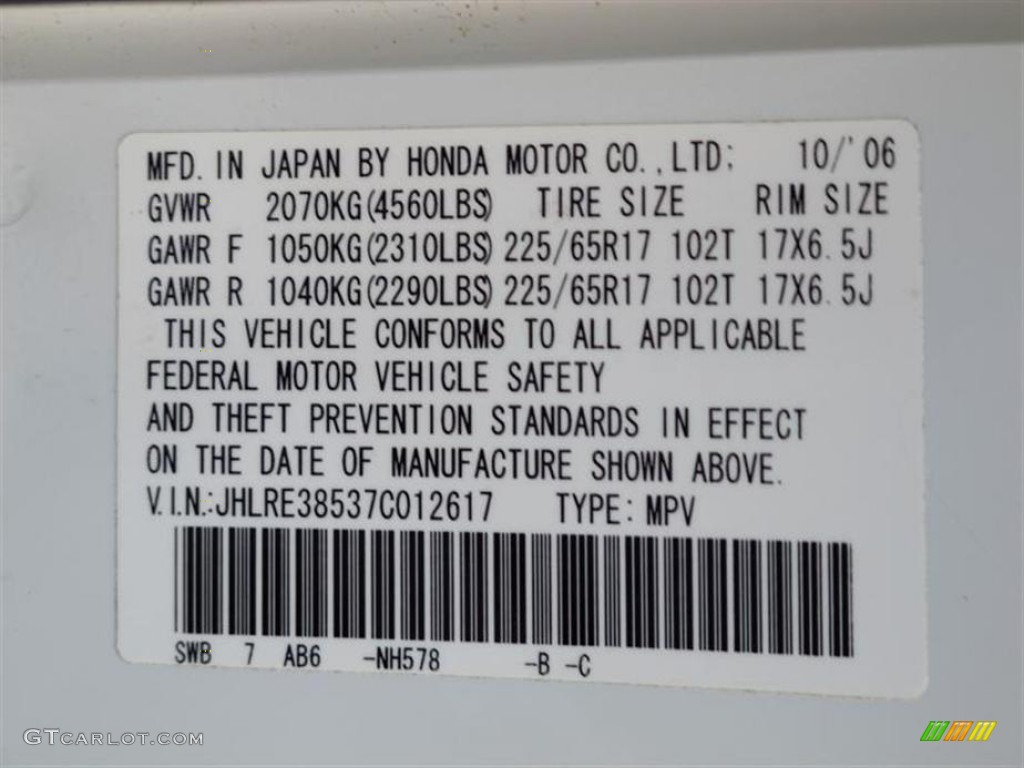 MFD. IN JAPAN BY HONDA MOTOR CO.,LTD: 10/'06
GVWR 2070KG(4560LBS) TIRE SIZE RIM SIZE
GAWR F 1050KG(2310LBS) 225/65R17 102T 17X6.5J
GAWR R 1040KG(2290LBS) 225/65R17 102T 17X6.5J
THIS VEHICLE CONFORMS TO ALL APPLICABLE
FEDERAL MOTOR VEHICLE SAFETY
AND THEFT PREVENTION STANDARDS IN EFFECT
ON THE DATE OF MANUFACTURE SHOWN ABOVE.
V.I.N.:JHLRE38537C012617 TYPE: MPV
SWB 7 AB6 -NH578 -B -C
GTCARLOT.COM